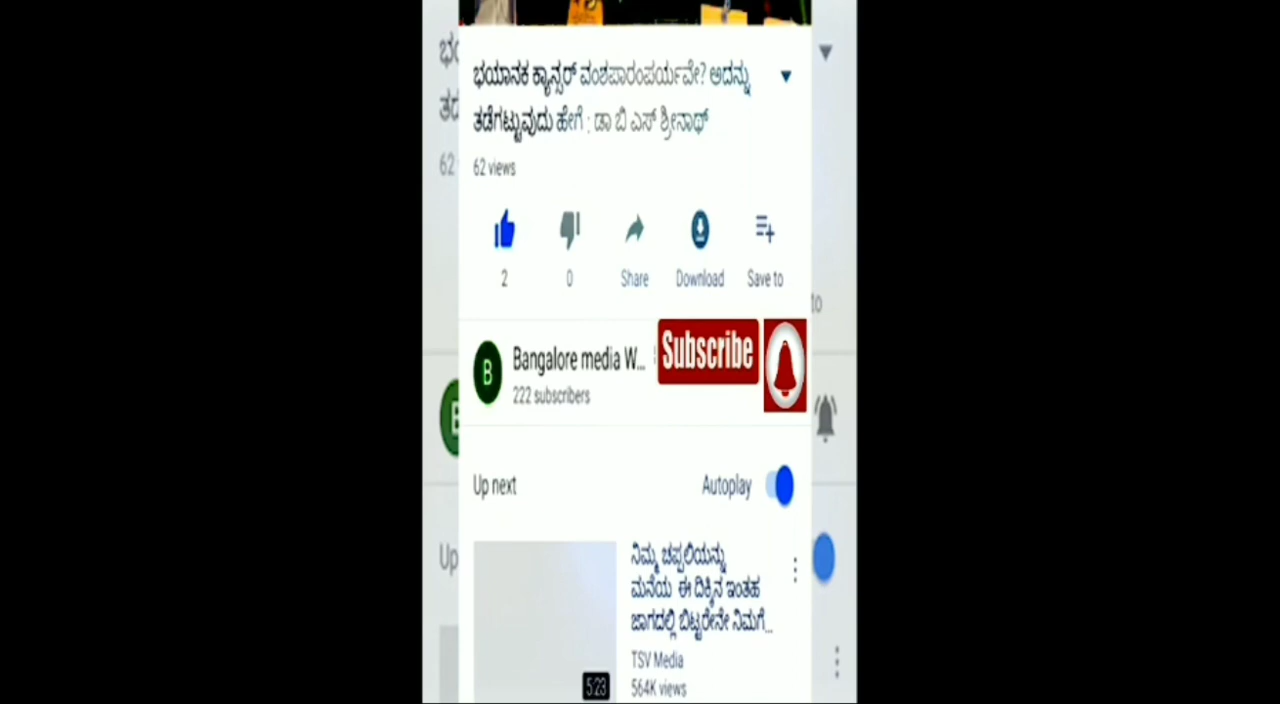 ಭಯಾನಕ ಕ್ಯಾನ್ಸರ್ ವಂಶಪಾರಂಪರ್ಯವೇ? ಅದನ್ನು
ತಡೆಗಟ್ಟುವುದು ಹೇಗೆ : ಡಾ ಬಿ ಎಸ್ ಶ್ರೀನಾಥ್
62 views
2 0 Share Download Save to
B Bangalore media W... Subscribe
222 subscribers
Up next Autoplay
ನಿಮ್ಮ ಚಪ್ಪಲಿಯನ್ನು
ಮನೆಯ ಈ ದಿಕ್ಕಿನ ಇಂತಹ
ಜಾಗದಲ್ಲಿ ಬಿಟ್ಟರೇನೇ ನಿಮಗೆ...
TSV Media
5:23 564K views